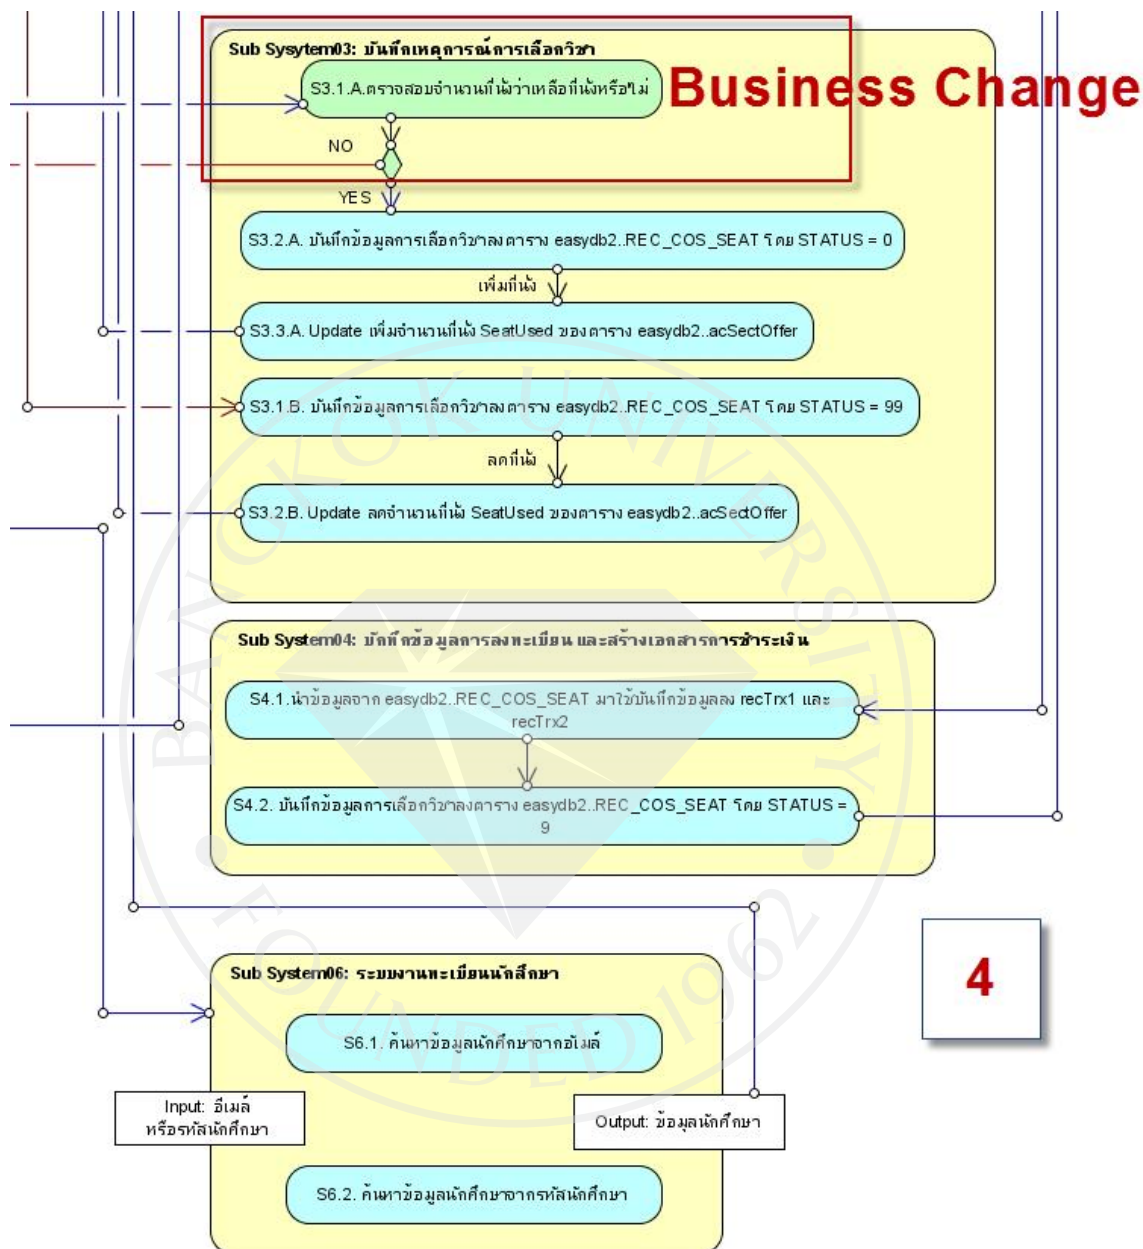 Sub Sysytem03: บันทึกเหตุการณ์การเลือกวิชา
S3.1.A.ตรวจสอบจำนวนที่นั่งว่าเหลือที่นั่งหรือไม่
Business Change
NO
YES
S3.2.A. บันทึกข้อมูลการเลือกวิชาลงตาราง easydb2..REC_COS_SEAT โดย STATUS = 0
เพิ่มที่นั่ง
S3.3.A. Update เพิ่มจำนวนที่นั่ง SeatUsed ของตาราง easydb2..acSectOffer
S3.1.B. บันทึกข้อมูลการเลือกวิชาลงตาราง easydb2..REC_COS_SEAT โดย STATUS = 99
ลดที่นั่ง
S3.2.B. Update ลดจำนวนที่นั่ง SeatUsed ของตาราง easydb2..acSectOffer
Sub System04: บักทึกข้อมูลการลงทะเบียน และสร้างเอกสารการชำระเงิน
S4.1.นำข้อมูลจาก easydb2..REC_COS_SEAT มาใช้บันทึกข้อมูลลง recTrx1 และ
recTrx2
S4.2. บันทึกข้อมูลการเลือกวิชาลงตาราง easydb2..REC_COS_SEAT โดย STATUS =
9
4
Sub System06: ระบบงานทะเบียนนักศึกษา
S6.1. ค้นหาข้อมูลนักศึกษาจากอีเมล์
Input: อีเมล์
หรือรหัสนักศึกษา
Output: ข้อมูลนักศึกษา
S6.2. ค้นหาข้อมูลนักศึกษาจากรหัสนักศึกษา
BANGKOK UNIVERSITY
FOUNDED 1962